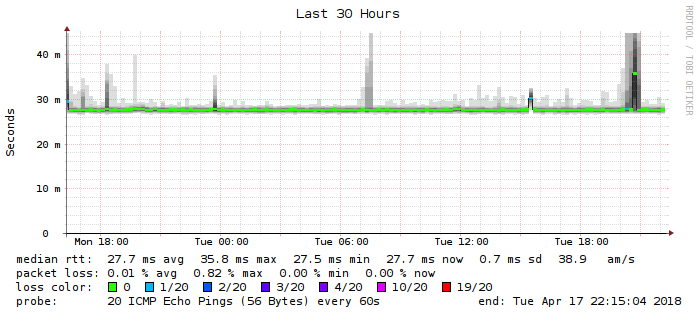 Last 30 Hours
RRDTOOL / TOBI OETIKER
Seconds
40 m
30 m
20 m
10 m
0
Mon 18:00 Tue 00:00 Tue 06:00 Tue 12:00 Tue 18:00
median rtt: 27.7 ms avg 35.8 ms max 27.5 ms min 27.7 ms now 0.7 ms sd 38.9 am/s
packet loss: 0.01 % avg 0.82 % max 0.00 % min 0.00 % now
loss color: 0 1/20 2/20 3/20 4/20 10/20 19/20
probe: 20 ICMP Echo Pings (56 Bytes) every 60s end: Tue Apr 17 22:15:04 2018